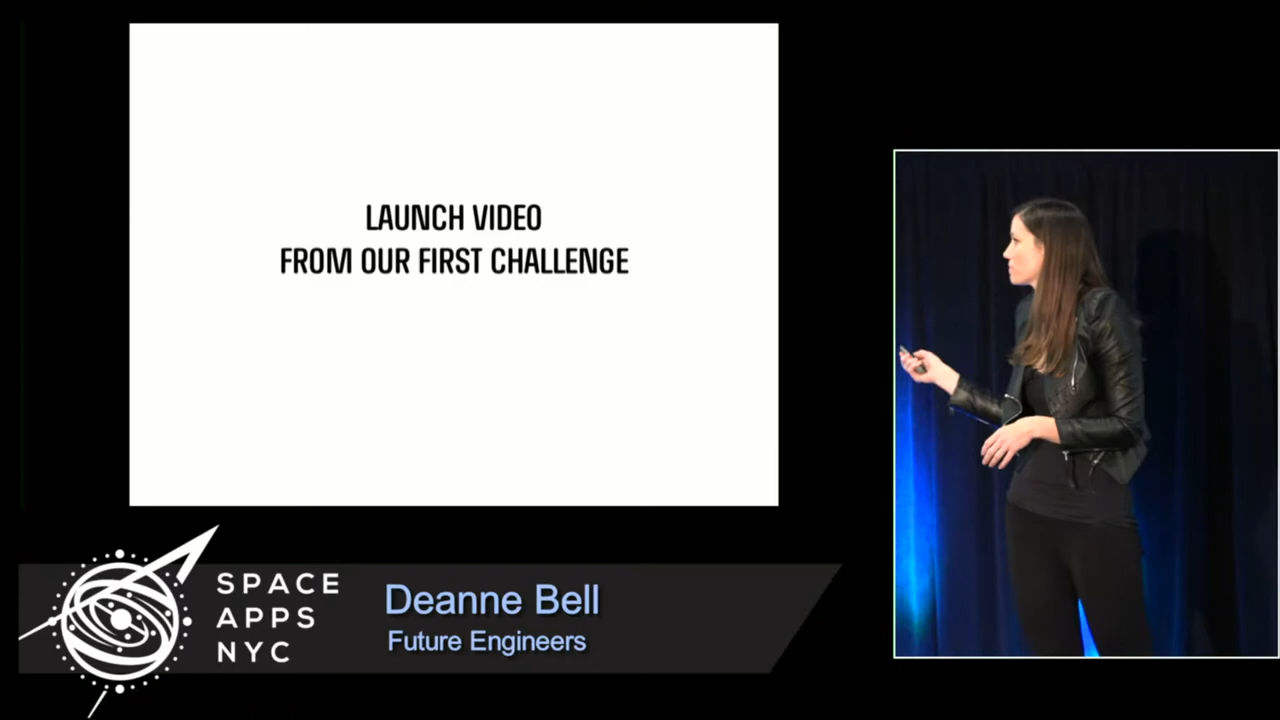 LAUNCH VIDEO
FROM OUR FIRST CHALLENGE
SPACE
APPS
NYC
Deanne Bell
Future Engineers